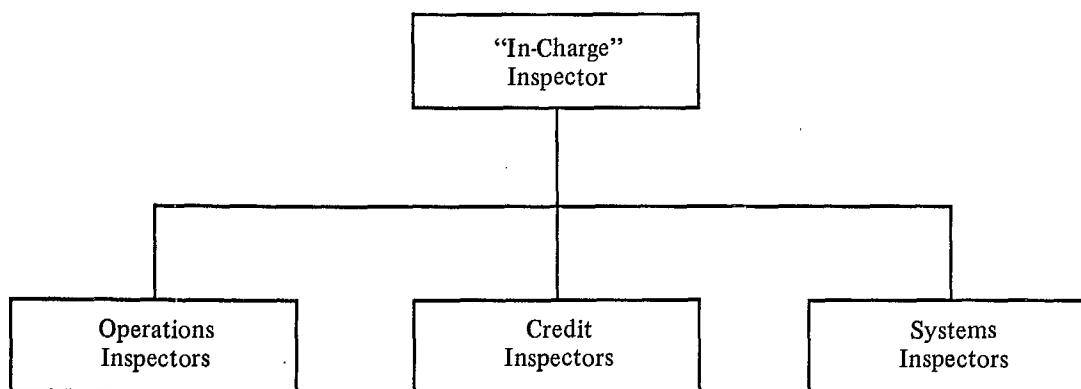 “In-Charge”
Inspector
Operations
Inspectors
Credit
Inspectors
Systems
Inspectors